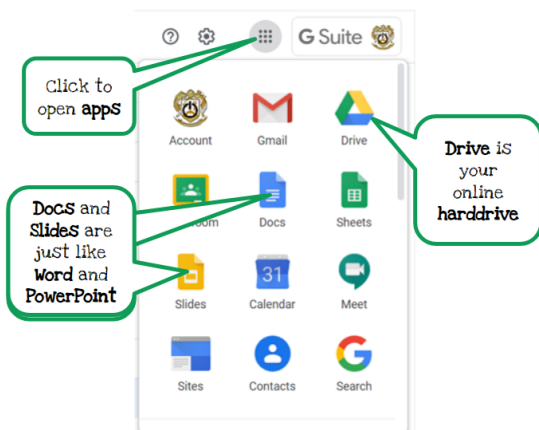 G Suite
Click to
open apps
Account Gmail Drive
Drive is
your
online
harddrive
room Docs Sheets
Docs and
Slides are
just like
Word and
PowerPoint
31
Slides Calendar Meet
Sites Contacts Search